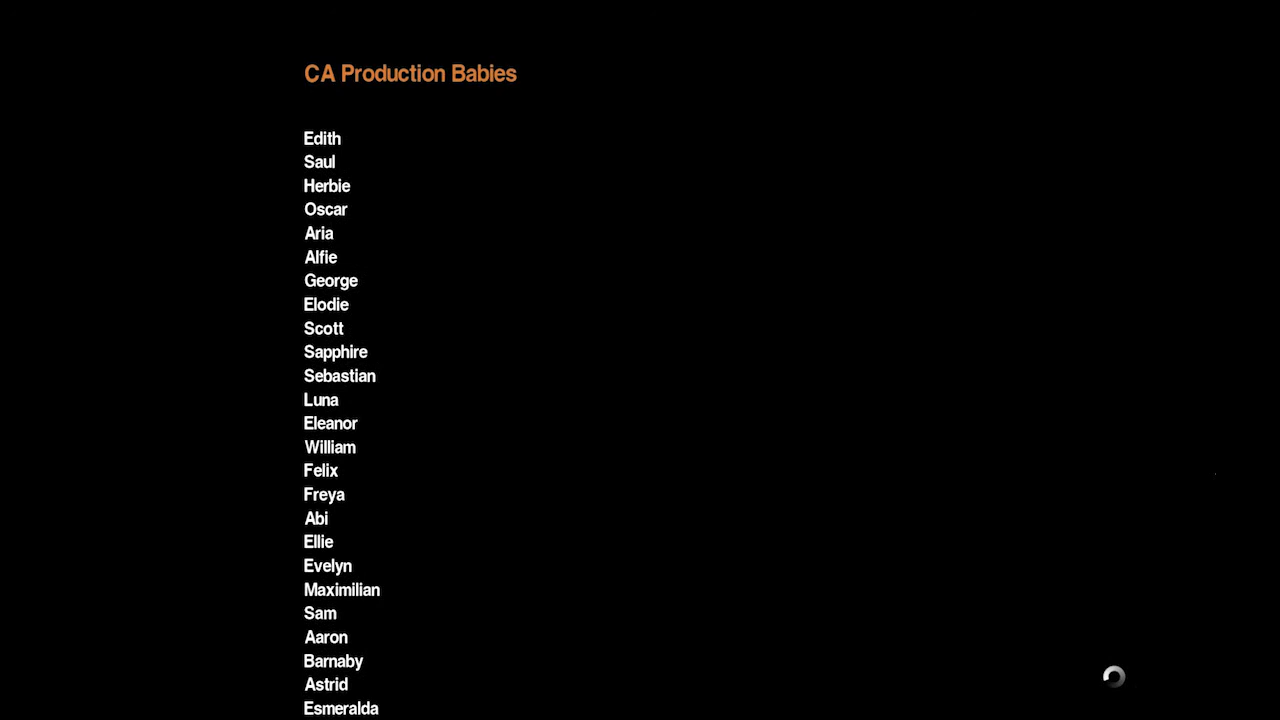 CA Production Babies
Edith
Saul
Herbie
Oscar
Aria
Alfie
George
Elodie
Scott
Sapphire
Sebastian
Luna
Eleanor
William
Felix
Freya
Abi
Ellie
Evelyn
Maximilian
Sam
Aaron
Barnaby
Astrid
Esmeralda